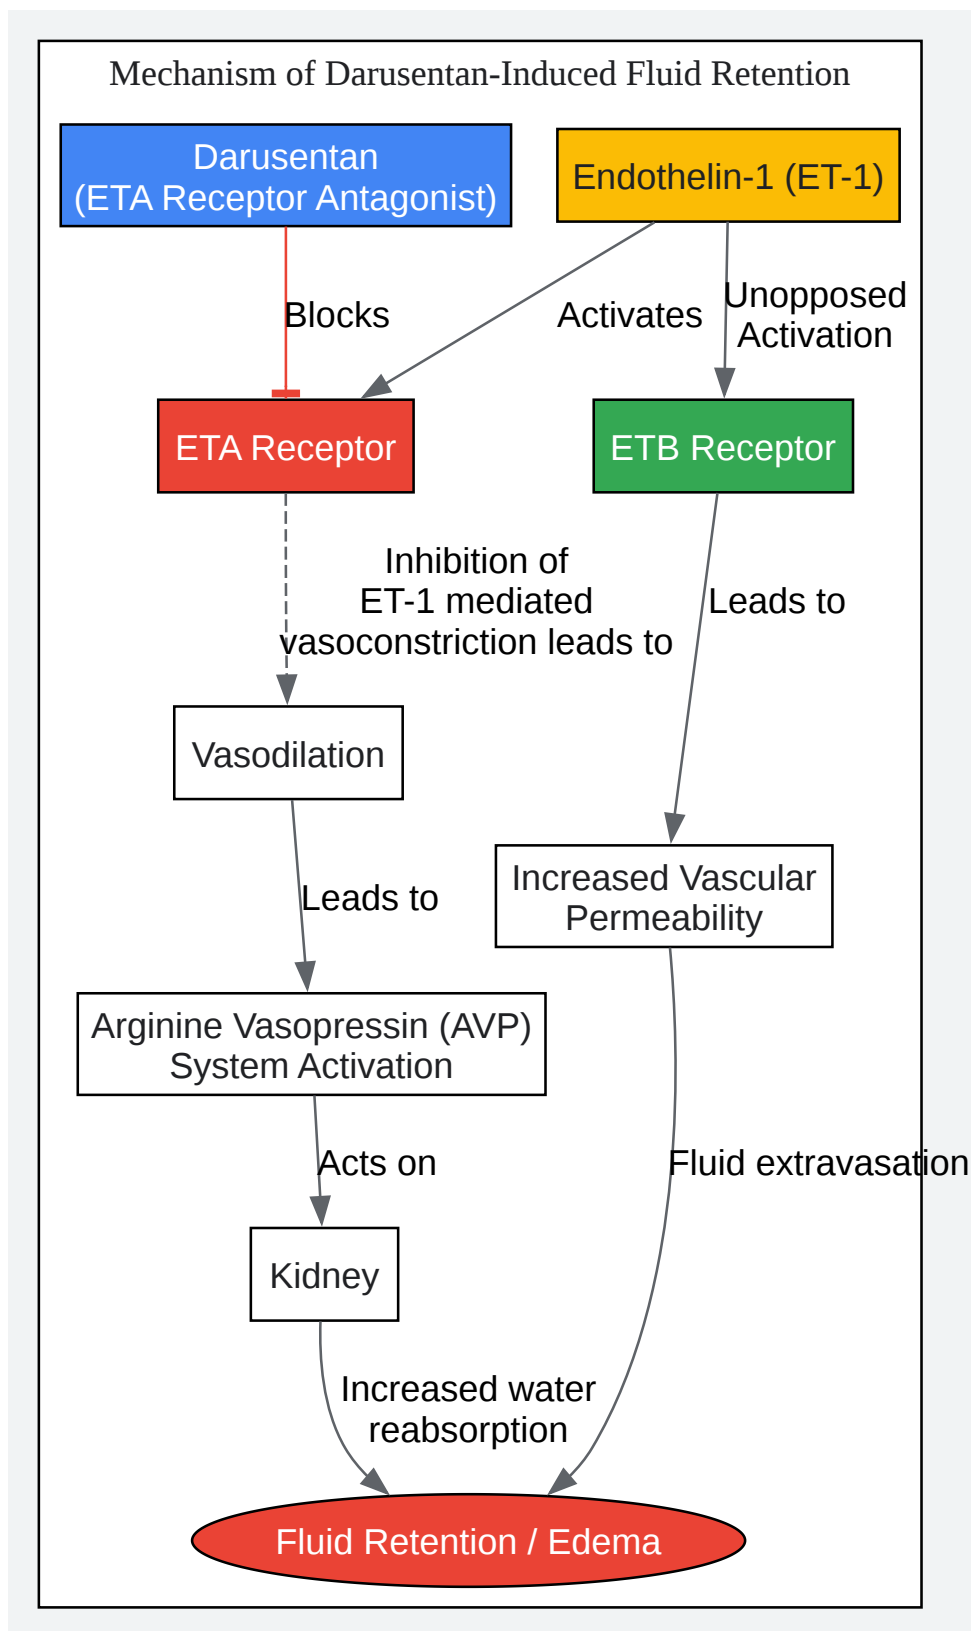 Mechanism of Darusentan-Induced Fluid Retention
Darusentan
(ETA Receptor Antagonist)
Endothelin-1 (ET-1)
Blocks
Activates
Unopposed
Activation
ETA Receptor
ETB Receptor
Inhibition of
ET-1 mediated
vasoconstriction leads to
Leads to
Vasodilation
Increased Vascular
Permeability
Leads to
Arginine Vasopressin (AVP)
System Activation
Acts on
Fluid extravasation
Kidney
Increased water
reabsorption
Fluid Retention / Edema